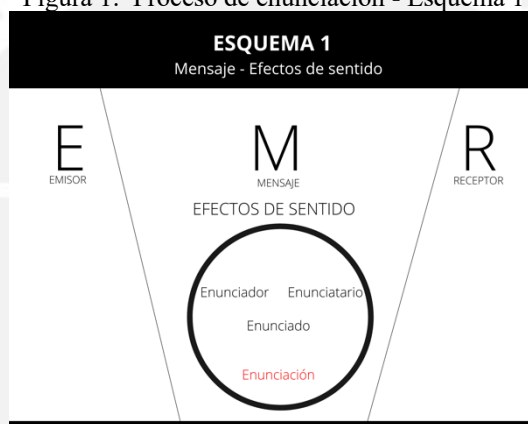 Figura 1. Proceso de enunciación - Esquema 1
ESQUEMA 1
Mensaje - Efectos de sentido
E
EMISOR
M
MENSAJE
R
RECEPTOR
EFECTOS DE SENTIDO
Enunciador Enunciatario
Enunciado
Enunciación